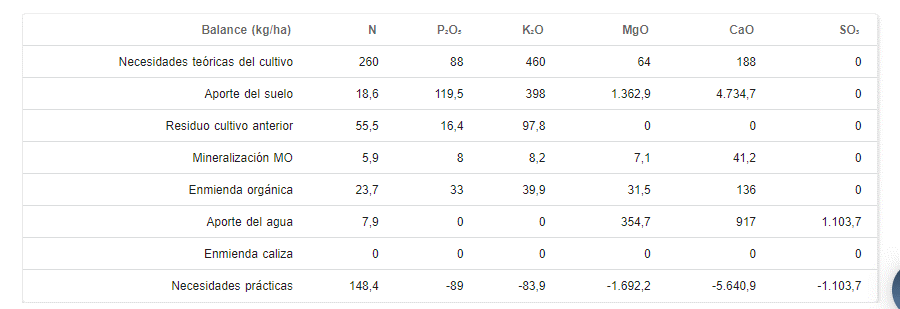 Balance (kg/ha) N P₂O₅ K₂O MgO CaO SO₃
Necesidades teóricas del cultivo 260 88 460 64 188 0
Aporte del suelo 18,6 119,5 398 1.362,9 4.734,7 0
Residuo cultivo anterior 55,5 16,4 97,8 0 0 0
Mineralización MO 5,9 8 8,2 7,1 41,2 0
Enmienda orgánica 23,7 33 39,9 31,5 136 0
Aporte del agua 7,9 0 0 354,7 917 1.103,7
Enmienda caliza 0 0 0 0 0 0
Necesidades prácticas 148,4 -89 -83,9 -1.692,2 -5.640,9 -1.103,7